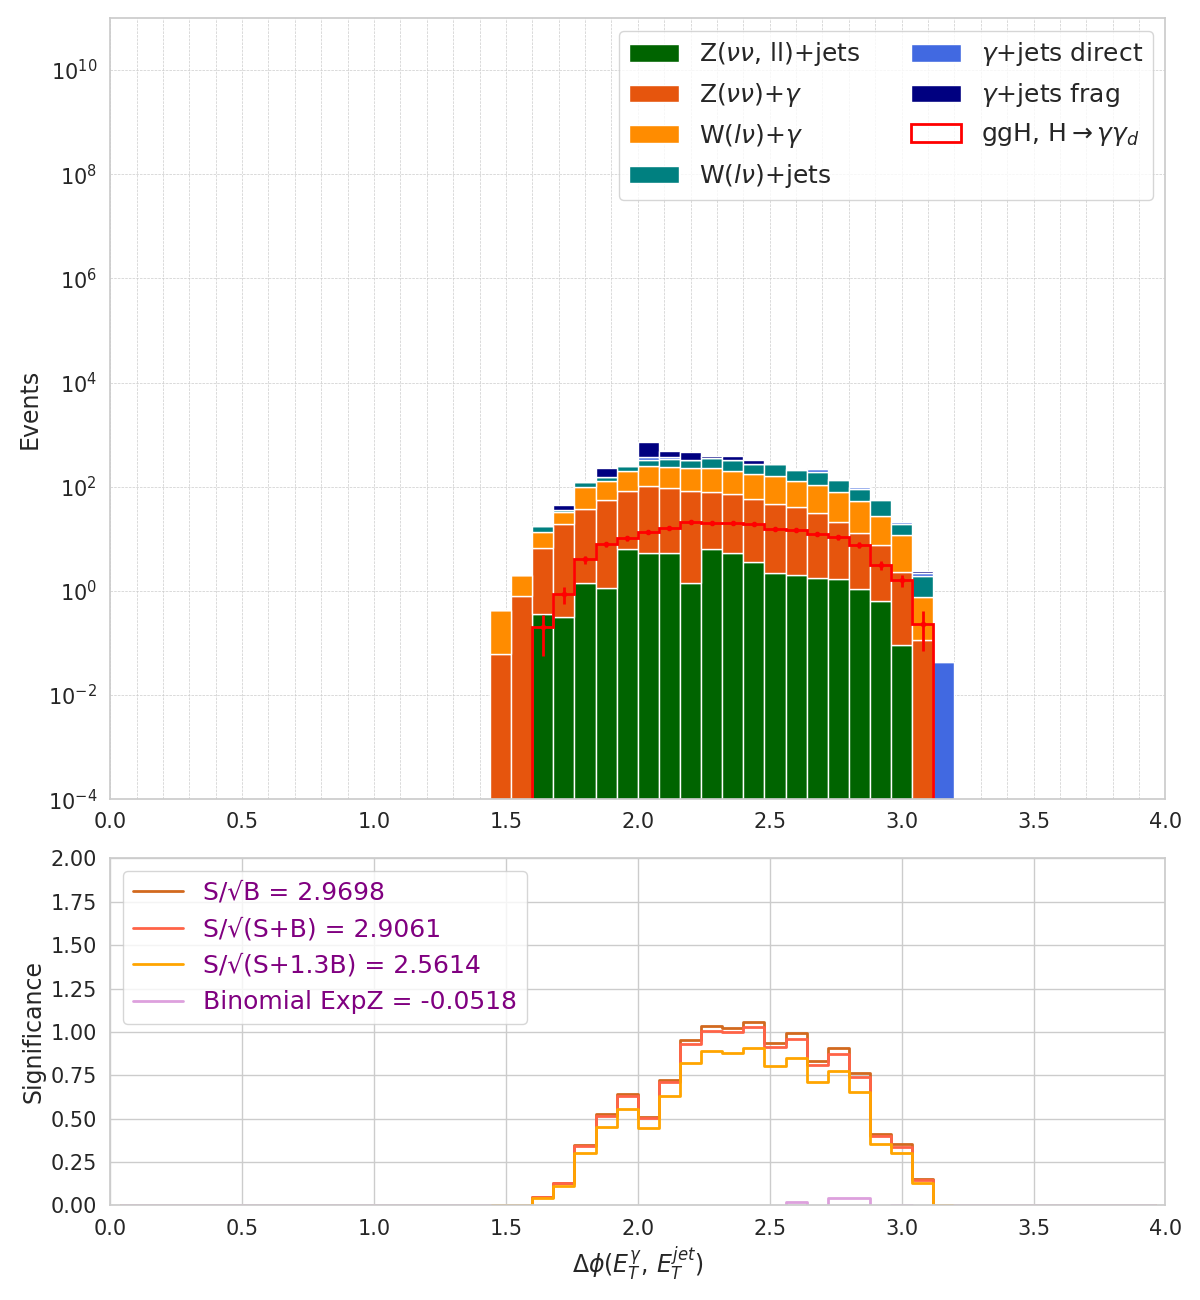 Z(νν, ll)+jets
Z(νν)+γ
W(lν)+γ
W(lν)+jets
γ+jets direct
γ+jets frag
ggH, H→γγ_d
Events
10^10
10^8
10^6
10^4
10^2
10^0
10^−2
10^−4
0.0 0.5 1.0 1.5 2.0 2.5 3.0 3.5 4.0
S/√B = 2.9698
S/√(S+B) = 2.9061
S/√(S+1.3B) = 2.5614
Binomial ExpZ = -0.0518
Significance
2.00
1.75
1.50
1.25
1.00
0.75
0.50
0.25
0.00
0.0 0.5 1.0 1.5 2.0 2.5 3.0 3.5 4.0
Δϕ(E_T^γ, E_T^jet)